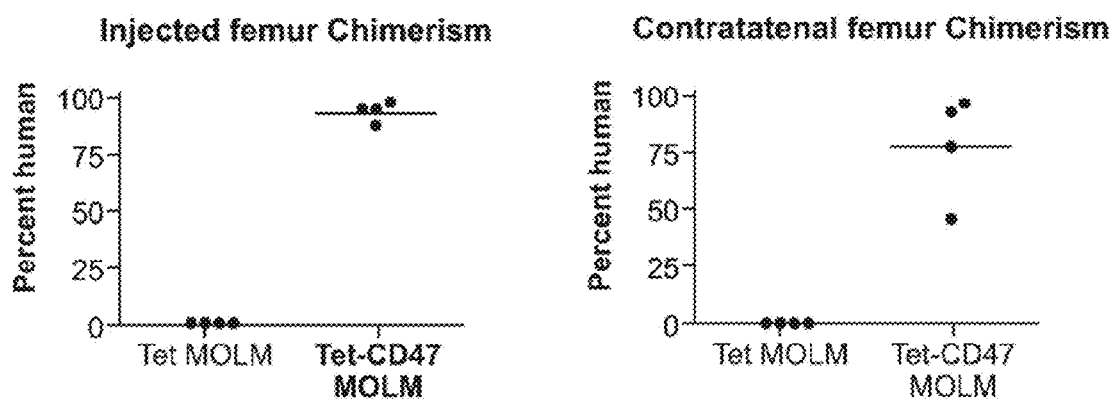 Injected femur Chimerism
Percent human
100
75
50
25
0
Tet MOLM
Tet-CD47
MOLM
Contratatenal femur Chimerism
Percent human
100
75
50
25
0
Tet MOLM
Tet-CD47
MOLM